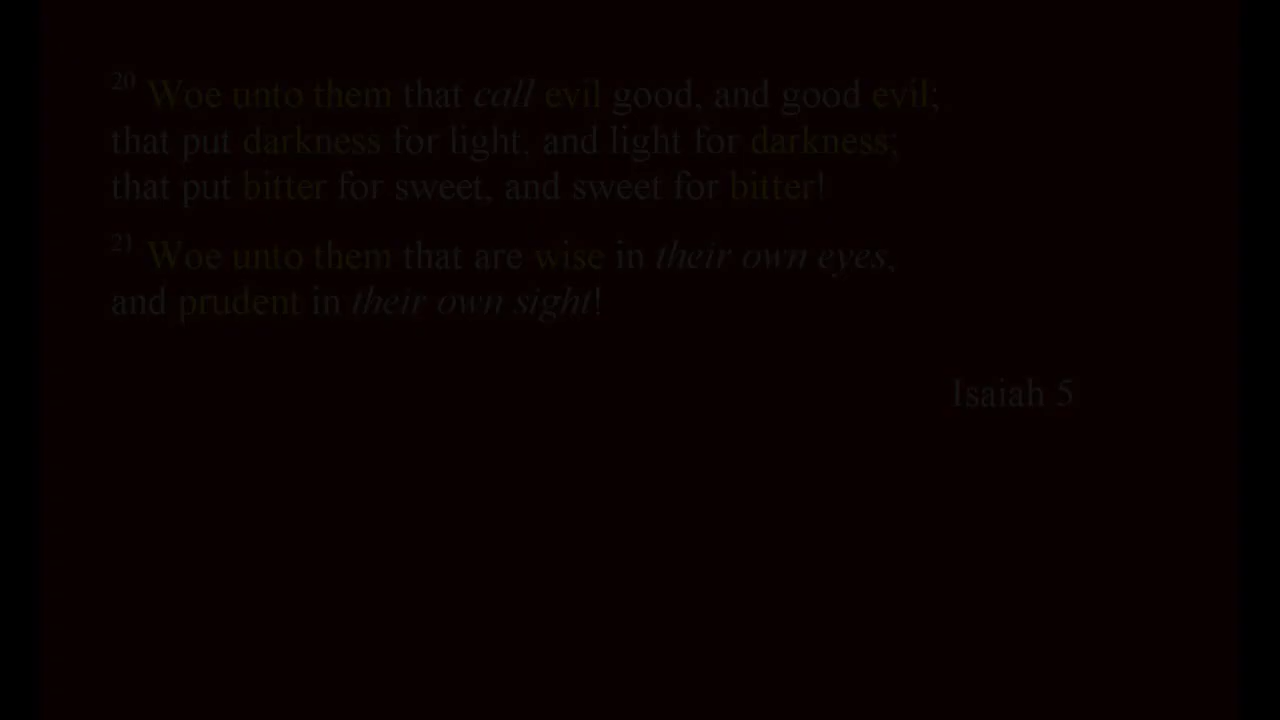 20 Woe unto them that call evil good, and good evil;
that put darkness for light, and light for darkness;
that put bitter for sweet, and sweet for bitter!
21 Woe unto them that are wise in their own eyes,
and prudent in their own sight!
Isaiah 5